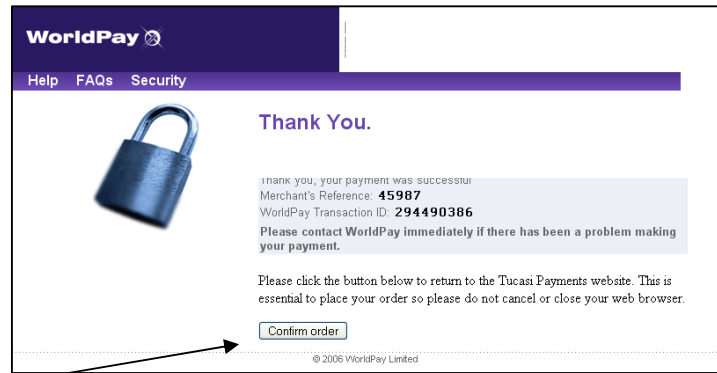 WorldPay
Help FAQs Security
Thank You.
Thank you, your payment was successful
Merchant's Reference: 45987
WorldPay Transaction ID: 294490386
Please contact WorldPay immediately if there has been a problem making
your payment.
Please click the button below to return to the Tucasi Payments website. This is
essential to place your order so please do not cancel or close your web browser.
Confirm order
© 2006 WorldPay Limited